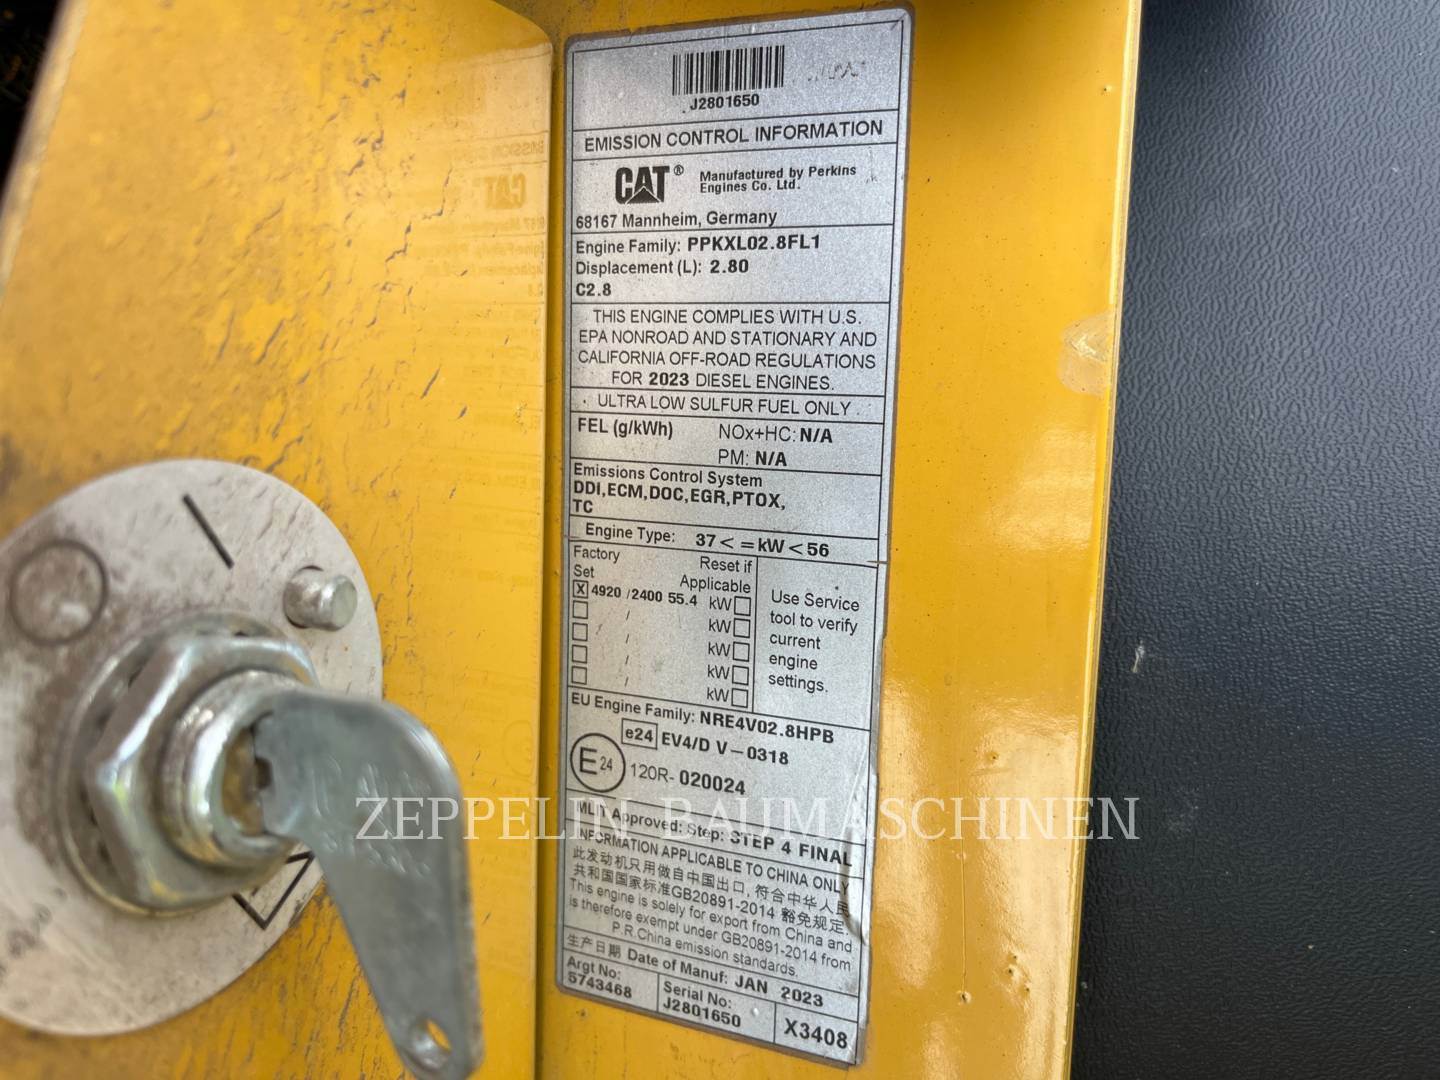 J2801650
EMISSION CONTROL INFORMATION
CAT® Manufactured by Perkins
Engines Co. Ltd.
68167 Mannheim, Germany
Engine Family: PPKXL02.8FL1
Displacement (L): 2.80
C2.8
THIS ENGINE COMPLIES WITH U.S.
EPA NONROAD AND STATIONARY AND
CALIFORNIA OFF-ROAD REGULATIONS
FOR 2023 DIESEL ENGINES.
ULTRA LOW SULFUR FUEL ONLY
FEL (g/kWh) NOx+HC: N/A
PM: N/A
Emissions Control System
DDI,ECM,DOC,EGR,PTOX,
TC
Engine Type: 37<=kW<56
Factory Set
Reset if Applicable
X 4920 /2400 55.4 kW
/ kW
/ kW
/ kW
/ kW
Use Service
tool to verify
current
engine
settings.
EU Engine Family: NRE4V02.8HPB
e24 EV4/D V-0318
E24 120R- 020024
MLIT Approved: Step: STEP 4 FINAL
INFORMATION APPLICABLE TO CHINA ONLY
此发动机只用做自中国出口, 符合中华人民
共和国国家标准GB20891-2014 豁免规定.
This engine is solely for export from China and
is therefore exempt under GB20891-2014 from
P.R.China emission standards.
生产日期 Date of Manuf: JAN 2023
Argt No:
5743468
Serial No:
J2801650
X3408
ZEPPELIN BAUMASCHINEN